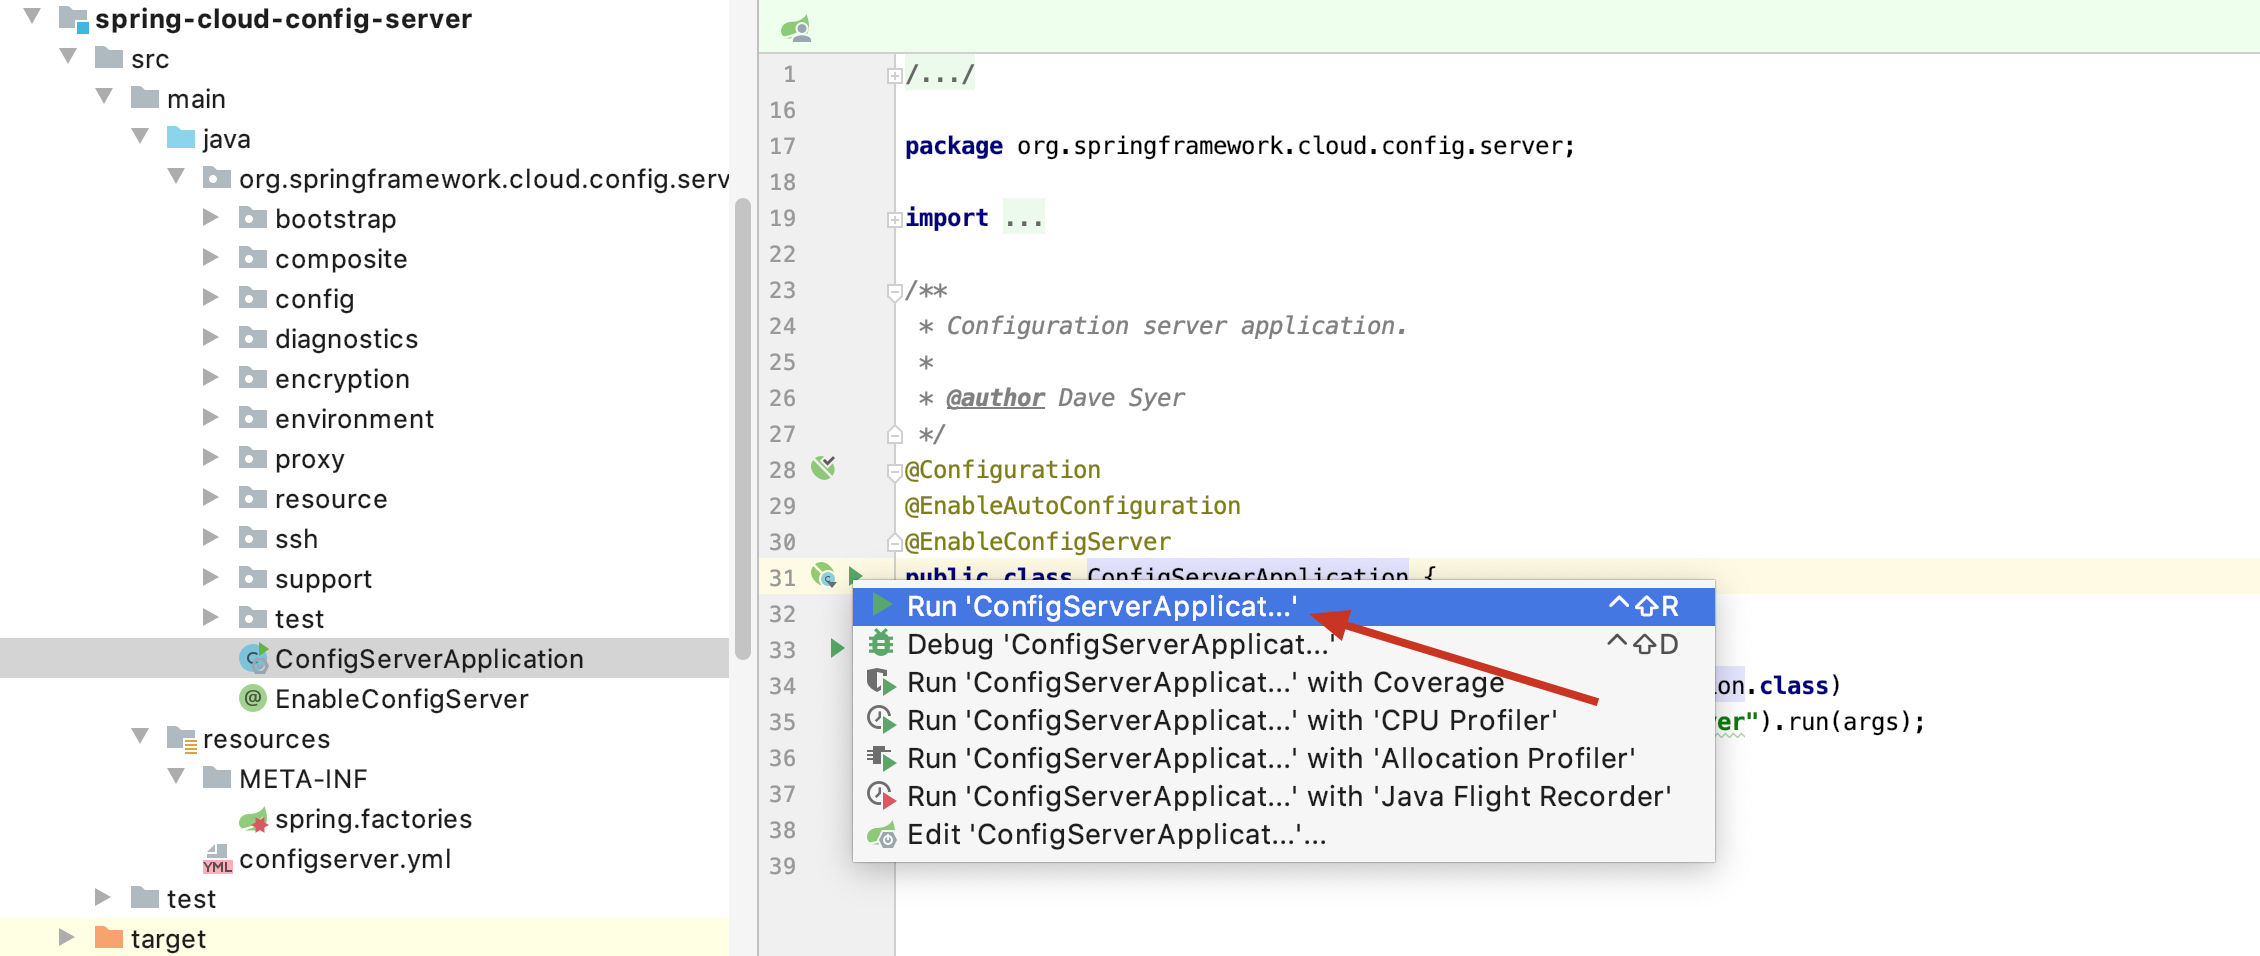 spring-cloud-config-server
src
main
java
org.springframework.cloud.config.serv
bootstrap
composite
config
diagnostics
encryption
environment
proxy
resource
ssh
support
test
ConfigServerApplication
EnableConfigServer
resources
META-INF
spring.factories
configserver.yml
test
target
1 /.../
16
17 package org.springframework.cloud.config.server;
18
19 import ...
22
23 /**
24 * Configuration server application.
25 *
26 * @author Dave Syer
27 */
28 @Configuration
29 @EnableAutoConfiguration
30 @EnableConfigServer
31 public class ConfigServerApplication {
32
33
34 on.class)
35 er").run(args);
36
37
38
39
Run 'ConfigServerApplicat...' ^⇧R
Debug 'ConfigServerApplicat...' ^⇧D
Run 'ConfigServerApplicat...' with Coverage
Run 'ConfigServerApplicat...' with 'CPU Profiler'
Run 'ConfigServerApplicat...' with 'Allocation Profiler'
Run 'ConfigServerApplicat...' with 'Java Flight Recorder'
Edit 'ConfigServerApplicat...'...